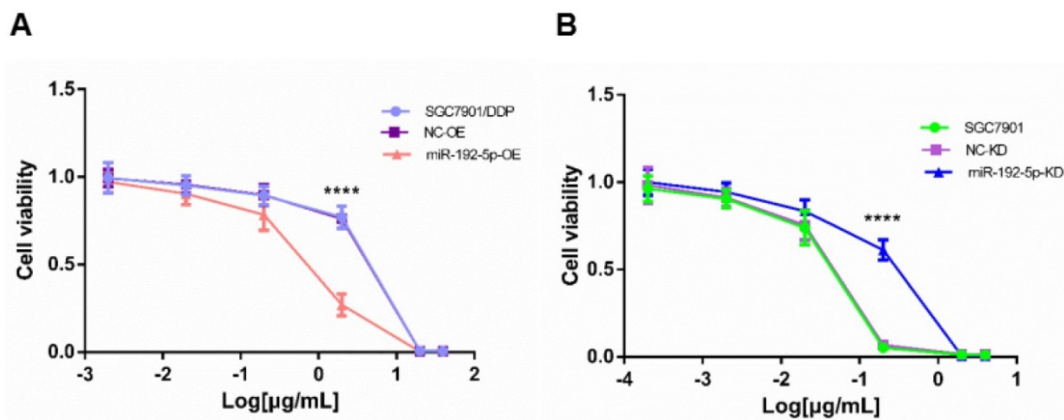 A
1.5
1.0
0.5
0.0
Cell viability
-3
-2
-1
0
1
2
Log[µg/mL]
SGC7901/DDP
NC-OE
miR-192-5p-OE
****
B
1.5
1.0
0.5
0.0
Cell viability
-4
-3
-2
-1
0
1
Log[µg/mL]
SGC7901
NC-KD
miR-192-5p-KD
****